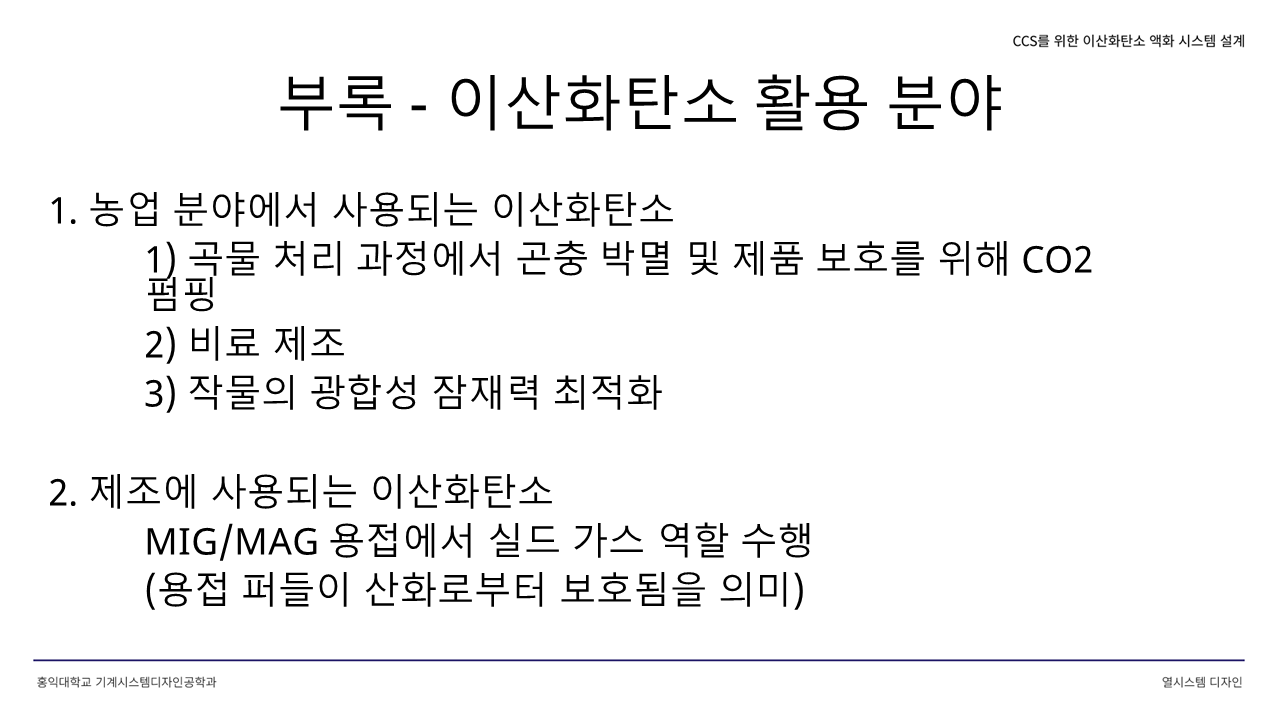 CCS를 위한 이산화탄소 액화 시스템 설계
부록 - 이산화탄소 활용 분야
1. 농업 분야에서 사용되는 이산화탄소
1) 곡물 처리 과정에서 곤충 박멸 및 제품 보호를 위해 CO2
펌핑
2) 비료 제조
3) 작물의 광합성 잠재력 최적화
2. 제조에 사용되는 이산화탄소
MIG/MAG 용접에서 실드 가스 역할 수행
(용접 퍼들이 산화로부터 보호됨을 의미)
홍익대학교 기계시스템디자인공학과
열시스템 디자인